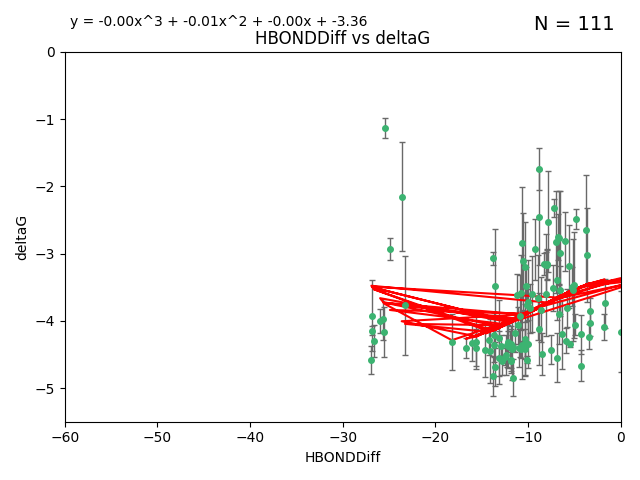 y = -0.00x^3 + -0.01x^2 + -0.00x + -3.36
N = 111
HBONDDiff vs deltaG
deltaG
0
−1
−2
−3
−4
−5
−60
−50
−40
−30
−20
−10
0
HBONDDiff